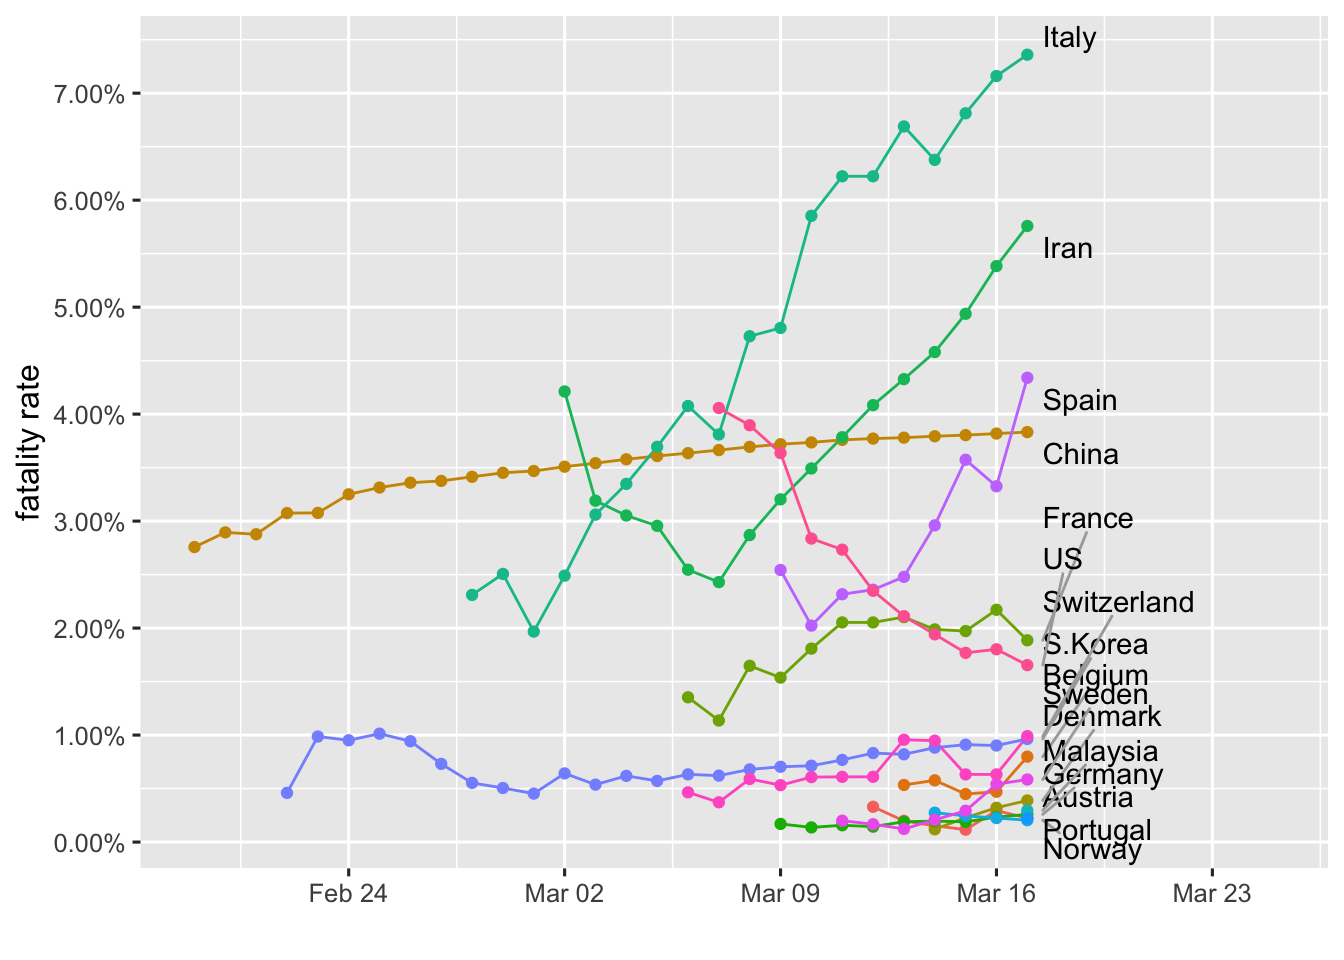 Italy
7.00%
6.00%
Iran
5.00%
4.00%
Spain
China
fatality rate
3.00%
France
US
Switzerland
2.00%
S.Korea
Belgium
Sweden
Denmark
1.00%
Malaysia
Germany
Austria
Portugal
0.00%
Norway
Feb 24
Mar 02
Mar 09
Mar 16
Mar 23